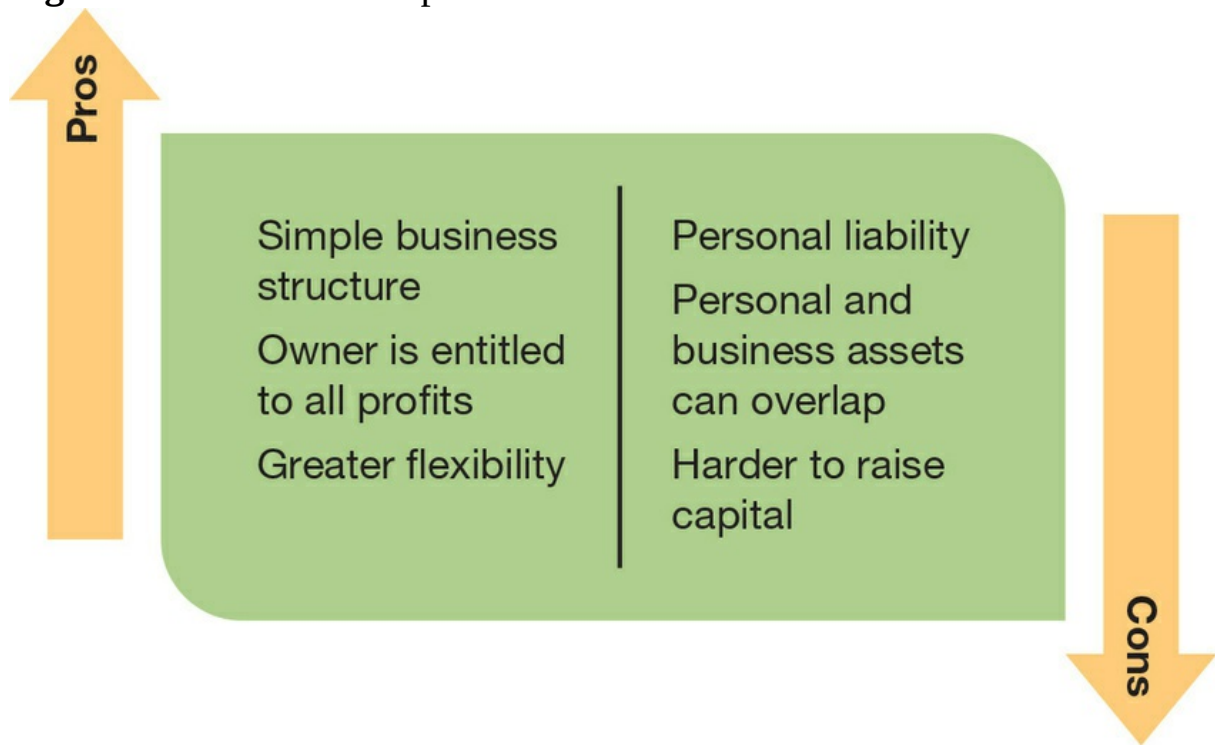 Pros
Simple business
structure
Owner is entitled
to all profits
Greater flexibility
Personal liability
Personal and
business assets
can overlap
Harder to raise
capital
Cons